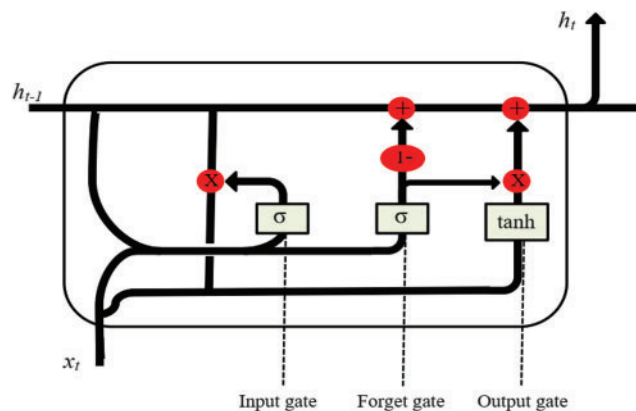 h_t
h_{t-1}
+ +
1-
X X
σ σ tanh
x_t
Input gate Forget gate Output gate